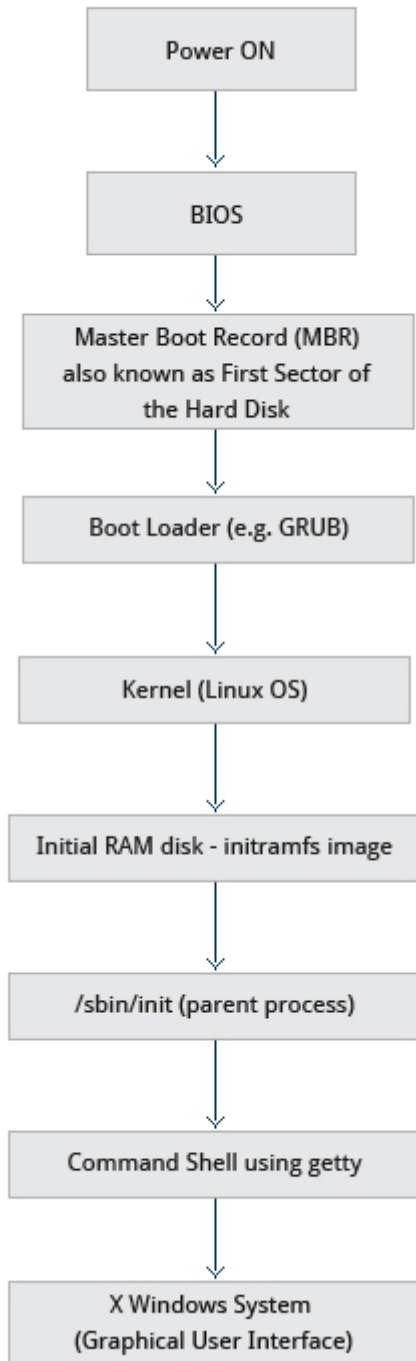 Power ON
BIOS
Master Boot Record (MBR)
also known as First Sector of
the Hard Disk
Boot Loader (e.g. GRUB)
Kernel (Linux OS)
Initial RAM disk - initramfs image
/sbin/init (parent process)
Command Shell using getty
X Windows System
(Graphical User Interface)